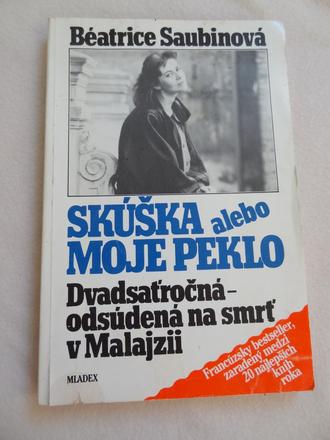 Béatrice Saubinová
SKÚŠKA alebo
MOJE PEKLO
Dvadsaťročná-
odsúdená na smrť
v Malajzii
Francúzsky bestseller,
zaradený medzi
20 najlepších
kníh
roka
MLADEX